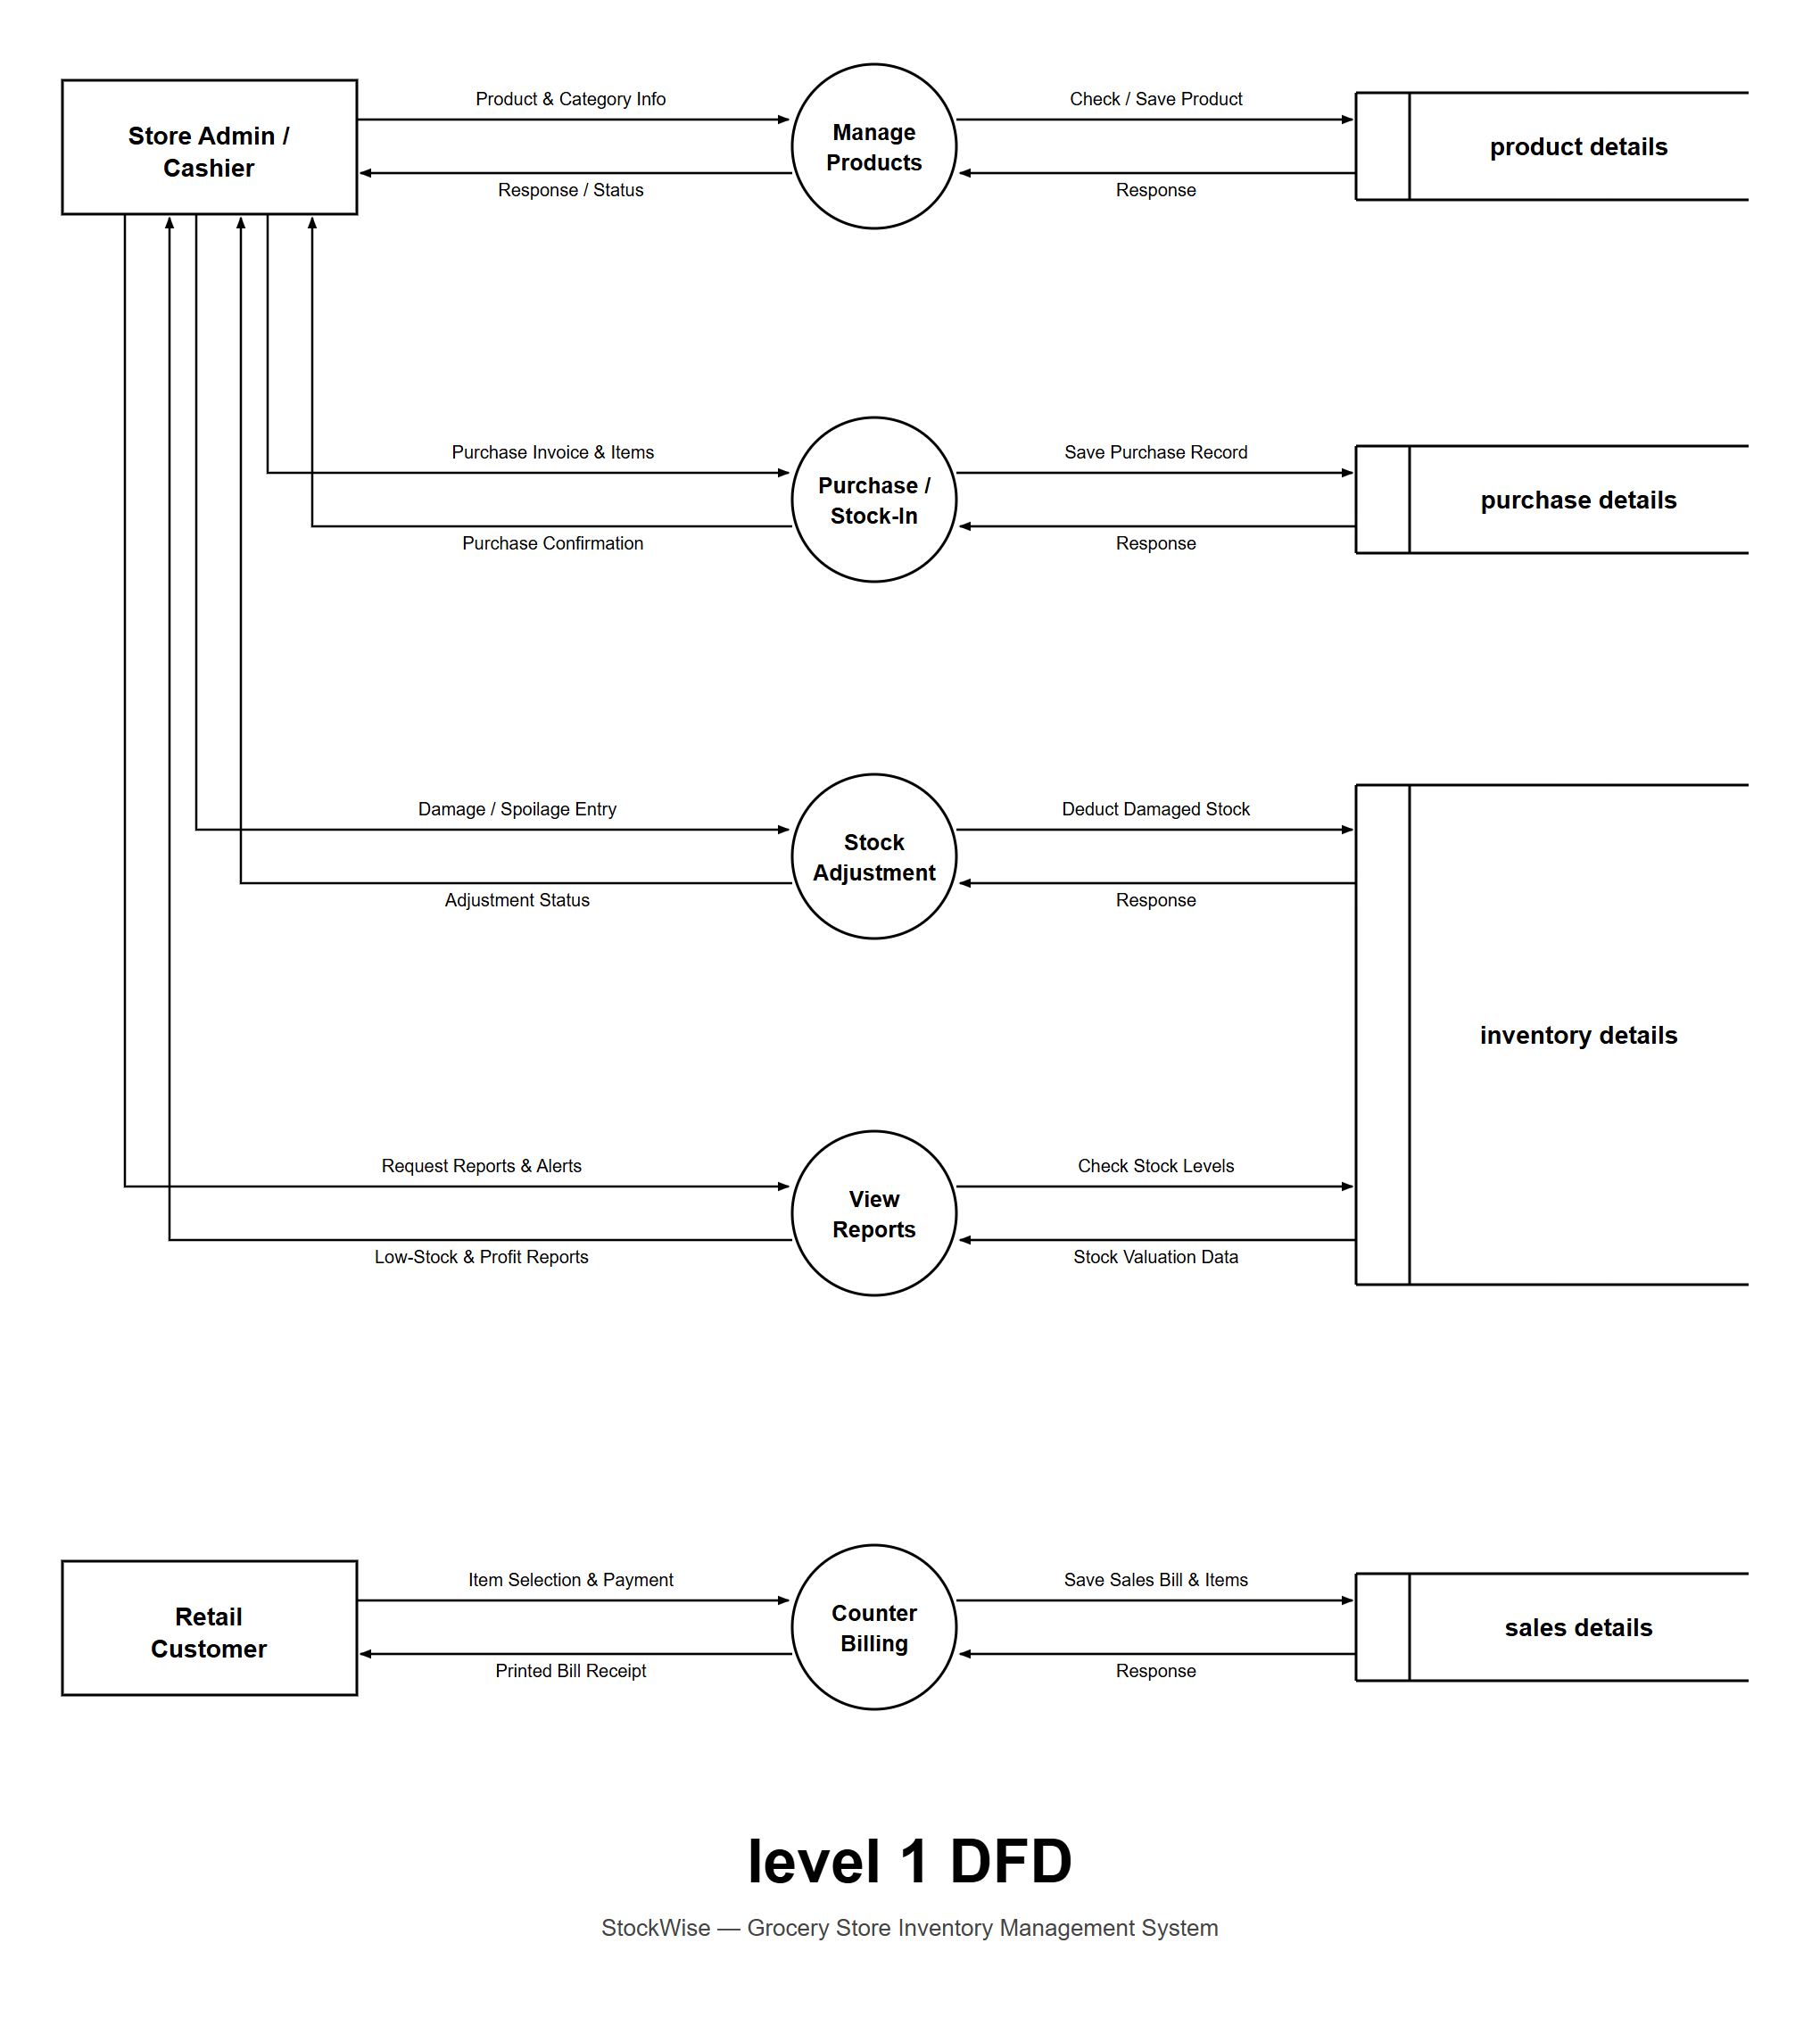 Store Admin /
Cashier
Product & Category Info
Response / Status
Manage
Products
Check / Save Product
Response
product details
Purchase Invoice & Items
Purchase Confirmation
Purchase /
Stock-In
Save Purchase Record
Response
purchase details
Damage / Spoilage Entry
Adjustment Status
Stock
Adjustment
Deduct Damaged Stock
Response
inventory details
Request Reports & Alerts
Low-Stock & Profit Reports
View
Reports
Check Stock Levels
Stock Valuation Data
Retail
Customer
Item Selection & Payment
Printed Bill Receipt
Counter
Billing
Save Sales Bill & Items
Response
sales details
level 1 DFD
StockWise — Grocery Store Inventory Management System